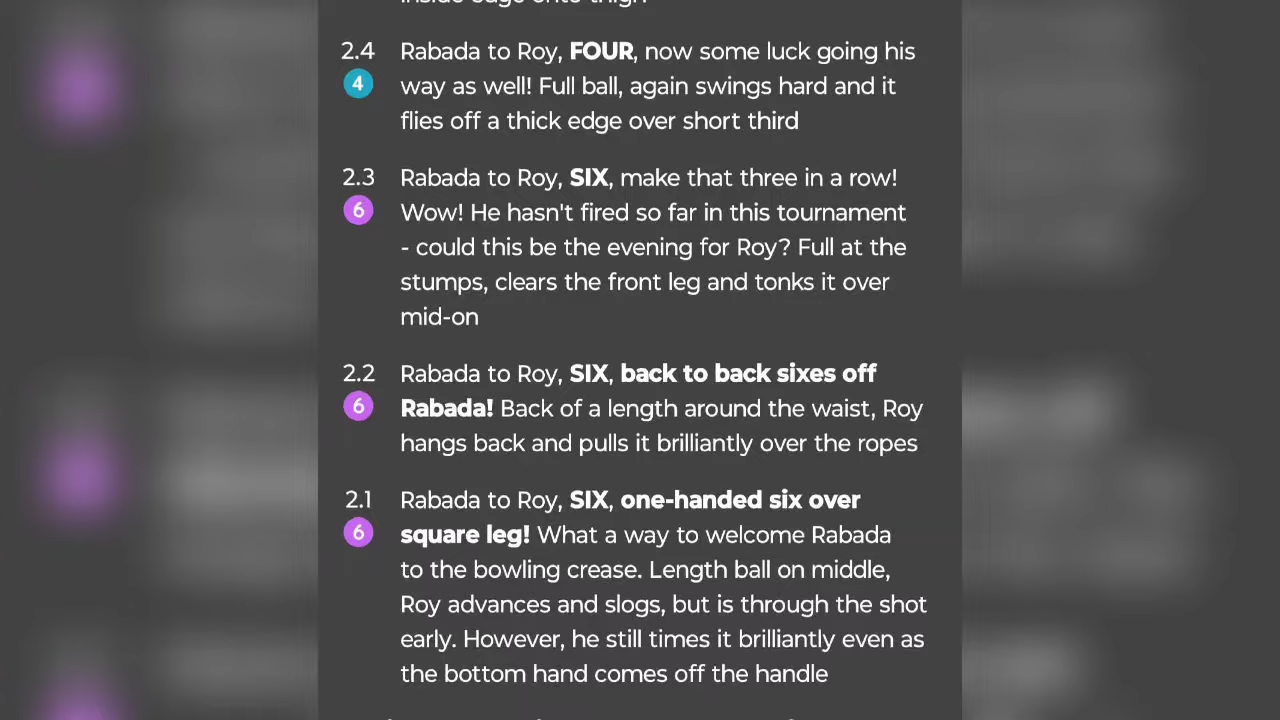 inside edge onto thigh
2.4 Rabada to Roy, FOUR, now some luck going his
4 way as well! Full ball, again swings hard and it
flies off a thick edge over short third
2.3 Rabada to Roy, SIX, make that three in a row!
6 Wow! He hasn't fired so far in this tournament
- could this be the evening for Roy? Full at the
stumps, clears the front leg and tonks it over
mid-on
2.2 Rabada to Roy, SIX, back to back sixes off
6 Rabada! Back of a length around the waist, Roy
hangs back and pulls it brilliantly over the ropes
2.1 Rabada to Roy, SIX, one-handed six over
6 square leg! What a way to welcome Rabada
to the bowling crease. Length ball on middle,
Roy advances and slogs, but is through the shot
early. However, he still times it brilliantly even as
the bottom hand comes off the handle